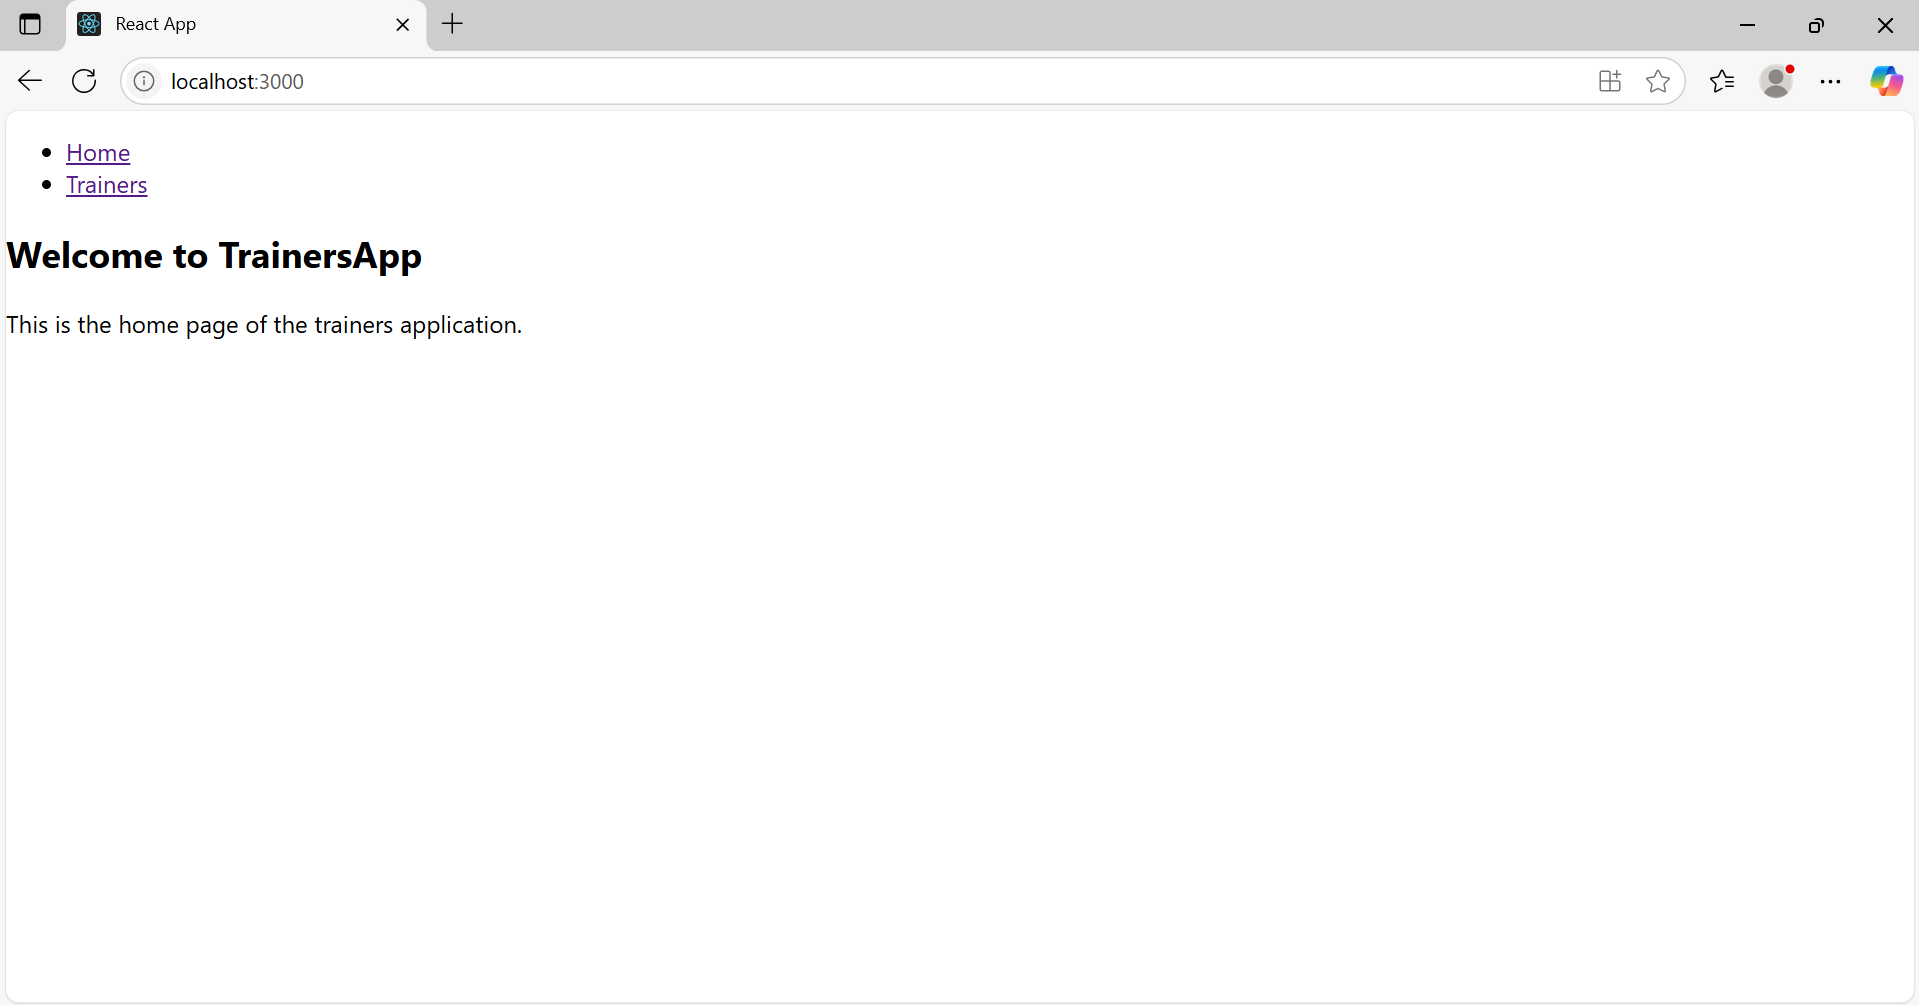 React App
localhost:3000
Home
Trainers
Welcome to TrainersApp
This is the home page of the trainers application.